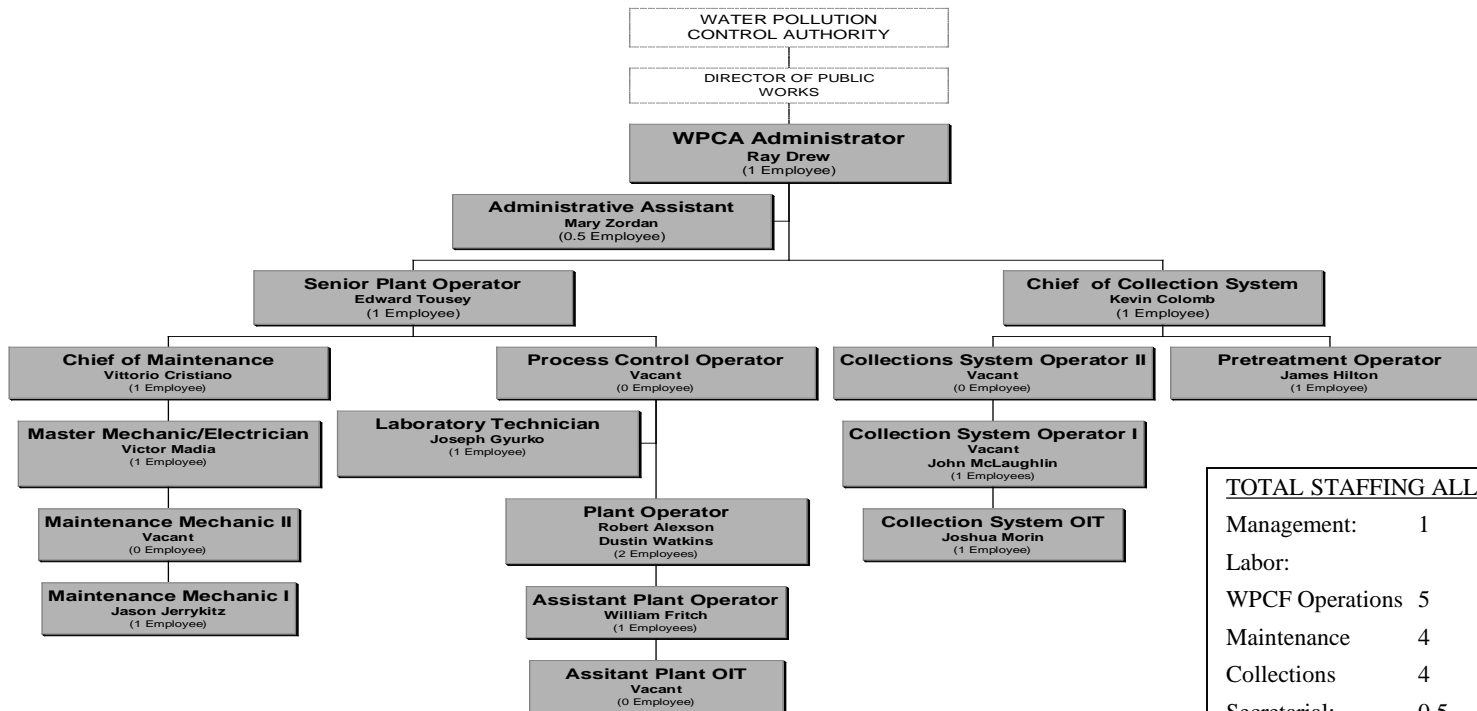 WATER POLLUTION
CONTROL AUTHORITY
DIRECTOR OF PUBLIC
WORKS
WPCA Administrator
Ray Drew
(1 Employee)
Administrative Assistant
Mary Zordan
(0.5 Employee)
Senior Plant Operator
Edward Tousey
(1 Employee)
Chief of Collection System
Kevin Colomb
(1 Employee)
Chief of Maintenance
Vittorio Cristiano
(1 Employee)
Process Control Operator
Vacant
(0 Employee)
Collections System Operator II
Vacant
(0 Employee)
Pretreatment Operator
James Hilton
(1 Employee)
Laboratory Technician
Joseph Gyurko
(1 Employee)
Master Mechanic/Electrician
Victor Madia
(1 Employee)
Collection System Operator I
Vacant
John McLaughlin
(1 Employees)
Maintenance Mechanic II
Vacant
(0 Employee)
Plant Operator
Robert Alexson
Dustin Watkins
(2 Employees)
Collection System OIT
Joshua Morin
(1 Employee)
Maintenance Mechanic I
Jason Jerrykitz
(1 Employee)
Assistant Plant Operator
William Fritch
(1 Employees)
Assitant Plant OIT
Vacant
(0 Employee)
TOTAL STAFFING ALL
Management: 1
Labor:
WPCF Operations 5
Maintenance 4
Collections 4
Secretarial: 0.5